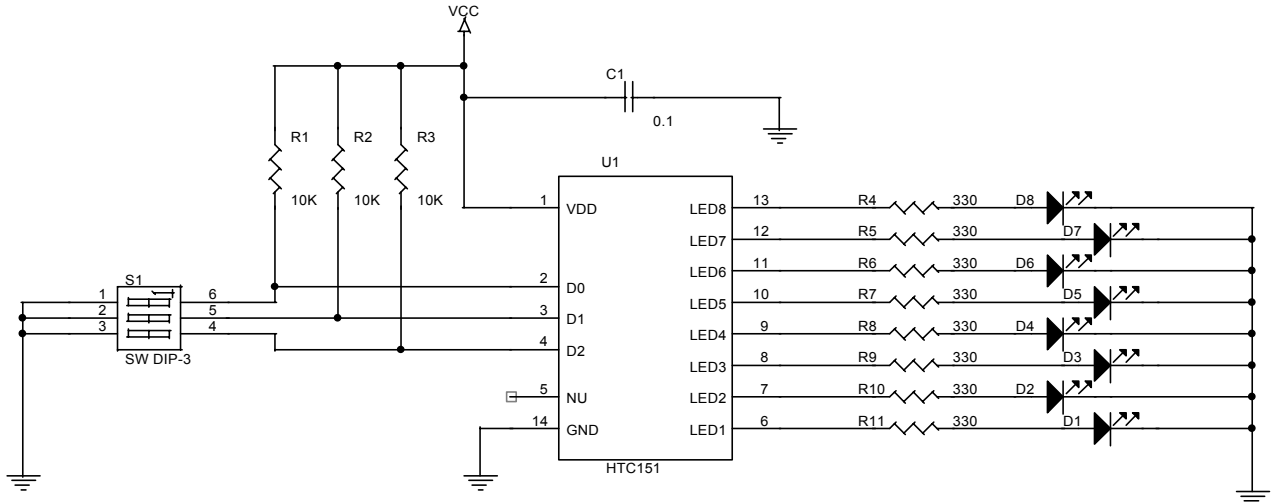 VCC
C1
0.1
R1 R2 R3
10K 10K 10K
U1
1 VDD LED8 13 R4 330 D8
LED7 12 R5 330 D7
2 D0 LED6 11 R6 330 D6
S1
1 6
3 D1 LED5 10 R7 330 D5
2 5
4 D2 LED4 9 R8 330 D4
3 4
SW DIP-3
LED3 8 R9 330 D3
5 NU LED2 7 R10 330 D2
14 GND LED1 6 R11 330 D1
HTC151